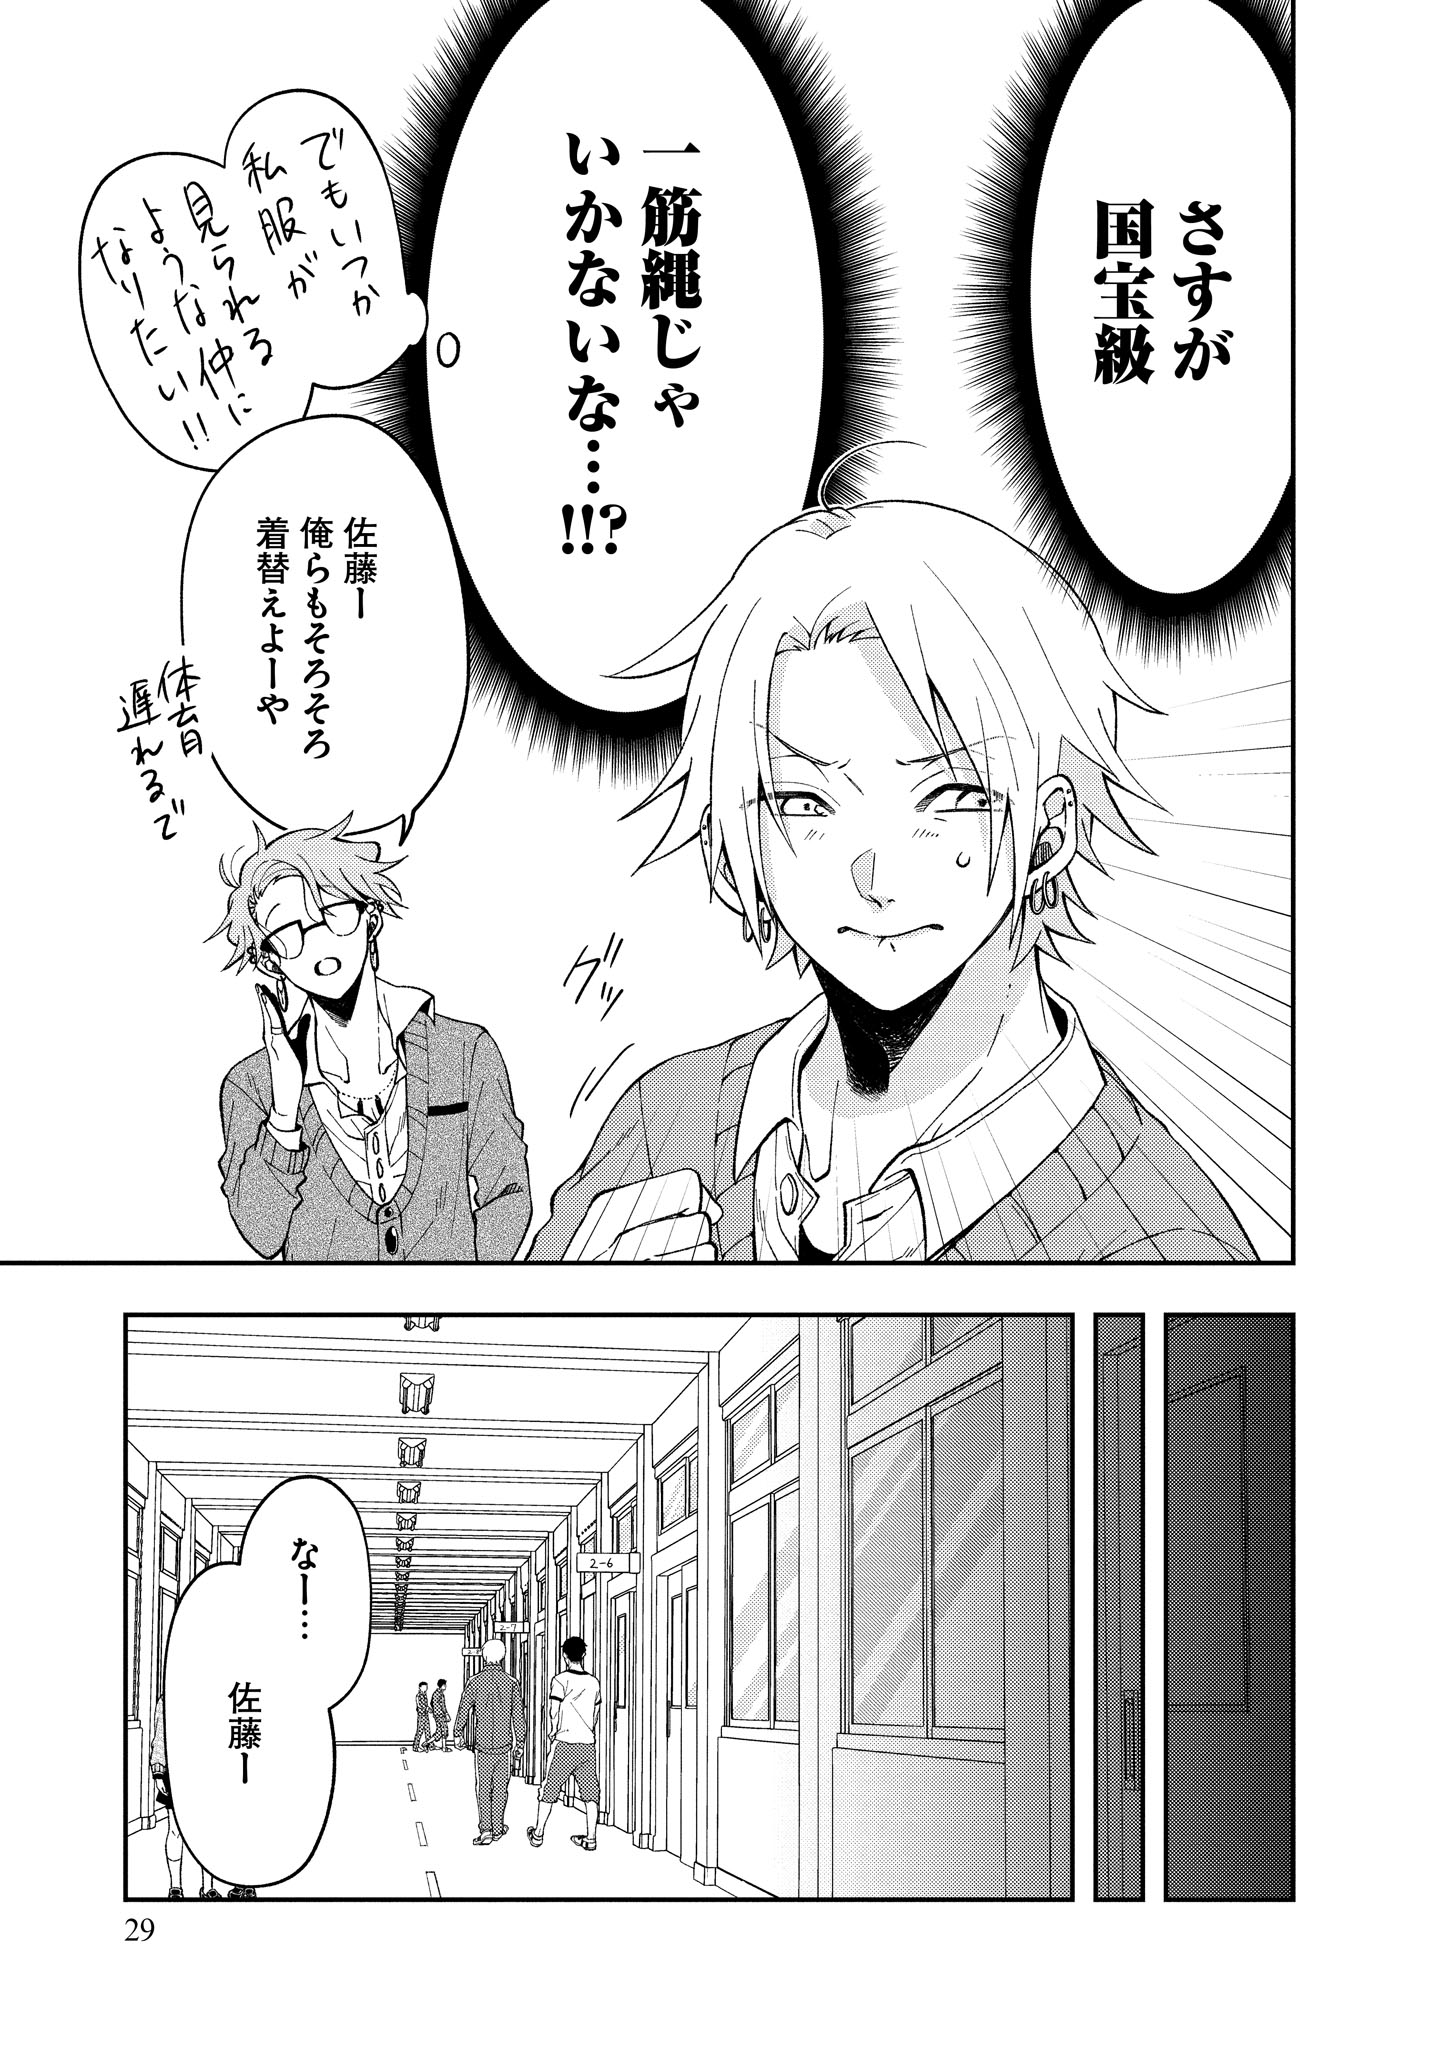 さすが
国宝級
一筋縄じゃ
いかないな…
!!?
でもいつか
私服が
見られる
ような仲に
なりたい!!
佐藤ー
俺らもそろそろ
着替えよーや
体育
遅れるで
グッ
2-6
2-7
なー…
佐藤ー
29